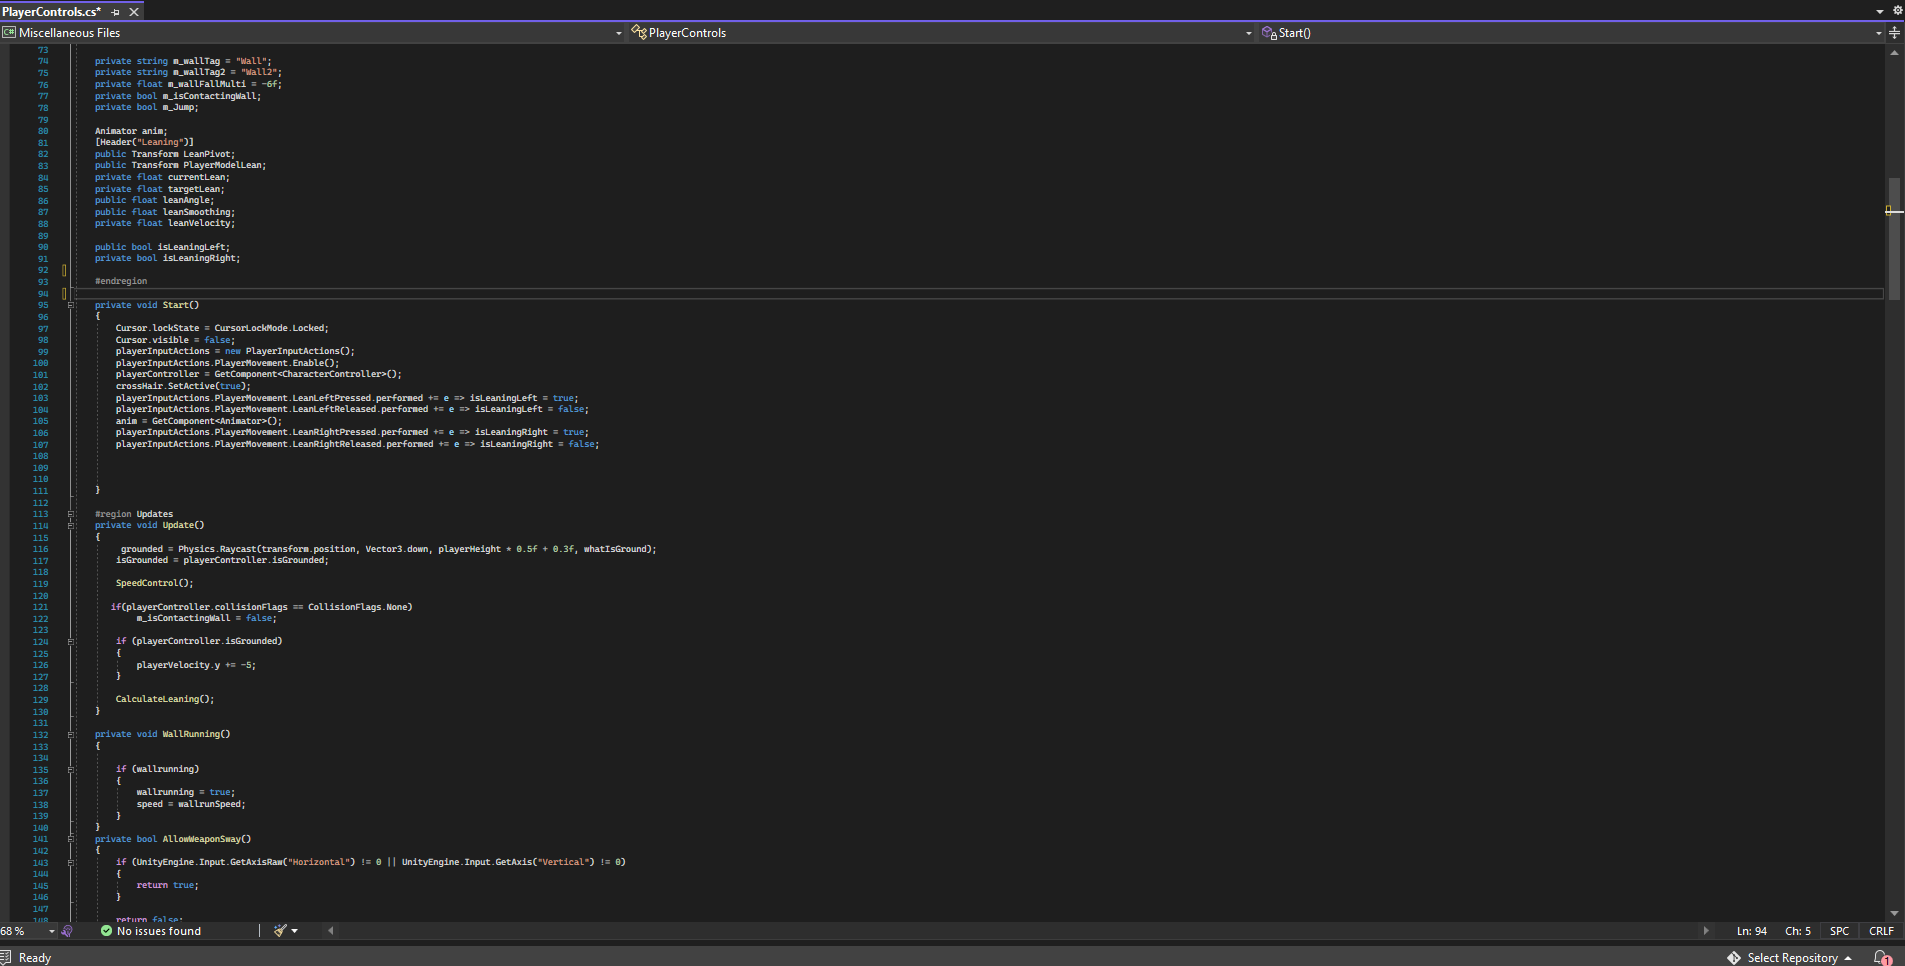 PlayerControls.cs*
C# Miscellaneous Files PlayerControls Start()
73
74 private string m_wallTag = "Wall";
75 private string m_wallTag2 = "Wall2";
76 private float m_wallFallMulti = -6f;
77 private bool m_isContactingWall;
78 private bool m_Jump;
79
80 Animator anim;
81 [Header("Leaning")]
82 public Transform LeanPivot;
83 public Transform PlayerModelLean;
84 private float currentLean;
85 private float targetLean;
86 public float leanAngle;
87 public float leanSmoothing;
88 private float leanVelocity;
89
90 public bool isLeaningLeft;
91 private bool isLeaningRight;
92
93 #endregion
94
95 private void Start()
96 {
97 Cursor.lockState = CursorLockMode.Locked;
98 Cursor.visible = false;
99 playerInputActions = new PlayerInputActions();
100 playerInputActions.PlayerMovement.Enable();
101 playerController = GetComponent<CharacterController>();
102 crossHair.SetActive(true);
103 playerInputActions.PlayerMovement.LeanLeftPressed.performed += e => isLeaningLeft = true;
104 playerInputActions.PlayerMovement.LeanLeftReleased.performed += e => isLeaningLeft = false;
105 anim = GetComponent<Animator>();
106 playerInputActions.PlayerMovement.LeanRightPressed.performed += e => isLeaningRight = true;
107 playerInputActions.PlayerMovement.LeanRightReleased.performed += e => isLeaningRight = false;
108
109
110
111 }
112
113 #region Updates
114 private void Update()
115 {
116 grounded = Physics.Raycast(transform.position, Vector3.down, playerHeight * 0.5f + 0.3f, whatIsGround);
117 isGrounded = playerController.isGrounded;
118
119 SpeedControl();
120
121 if(playerController.collisionFlags == CollisionFlags.None)
122 m_isContactingWall = false;
123
124 if (playerController.isGrounded)
125 {
126 playerVelocity.y += -5;
127 }
128
129 CalculateLeaning();
130 }
131
132 private void WallRunning()
133 {
134
135 if (wallrunning)
136 {
137 wallrunning = true;
138 speed = wallrunSpeed;
139 }
140 }
141 private bool AllowWeaponSway()
142 {
143 if (UnityEngine.Input.GetAxisRaw("Horizontal") != 0 || UnityEngine.Input.GetAxis("Vertical") != 0)
144 {
145 return true;
146 }
147
148 return false;
68 % No issues found Ln: 94 Ch: 5 SPC CRLF
Ready Select Repository 1